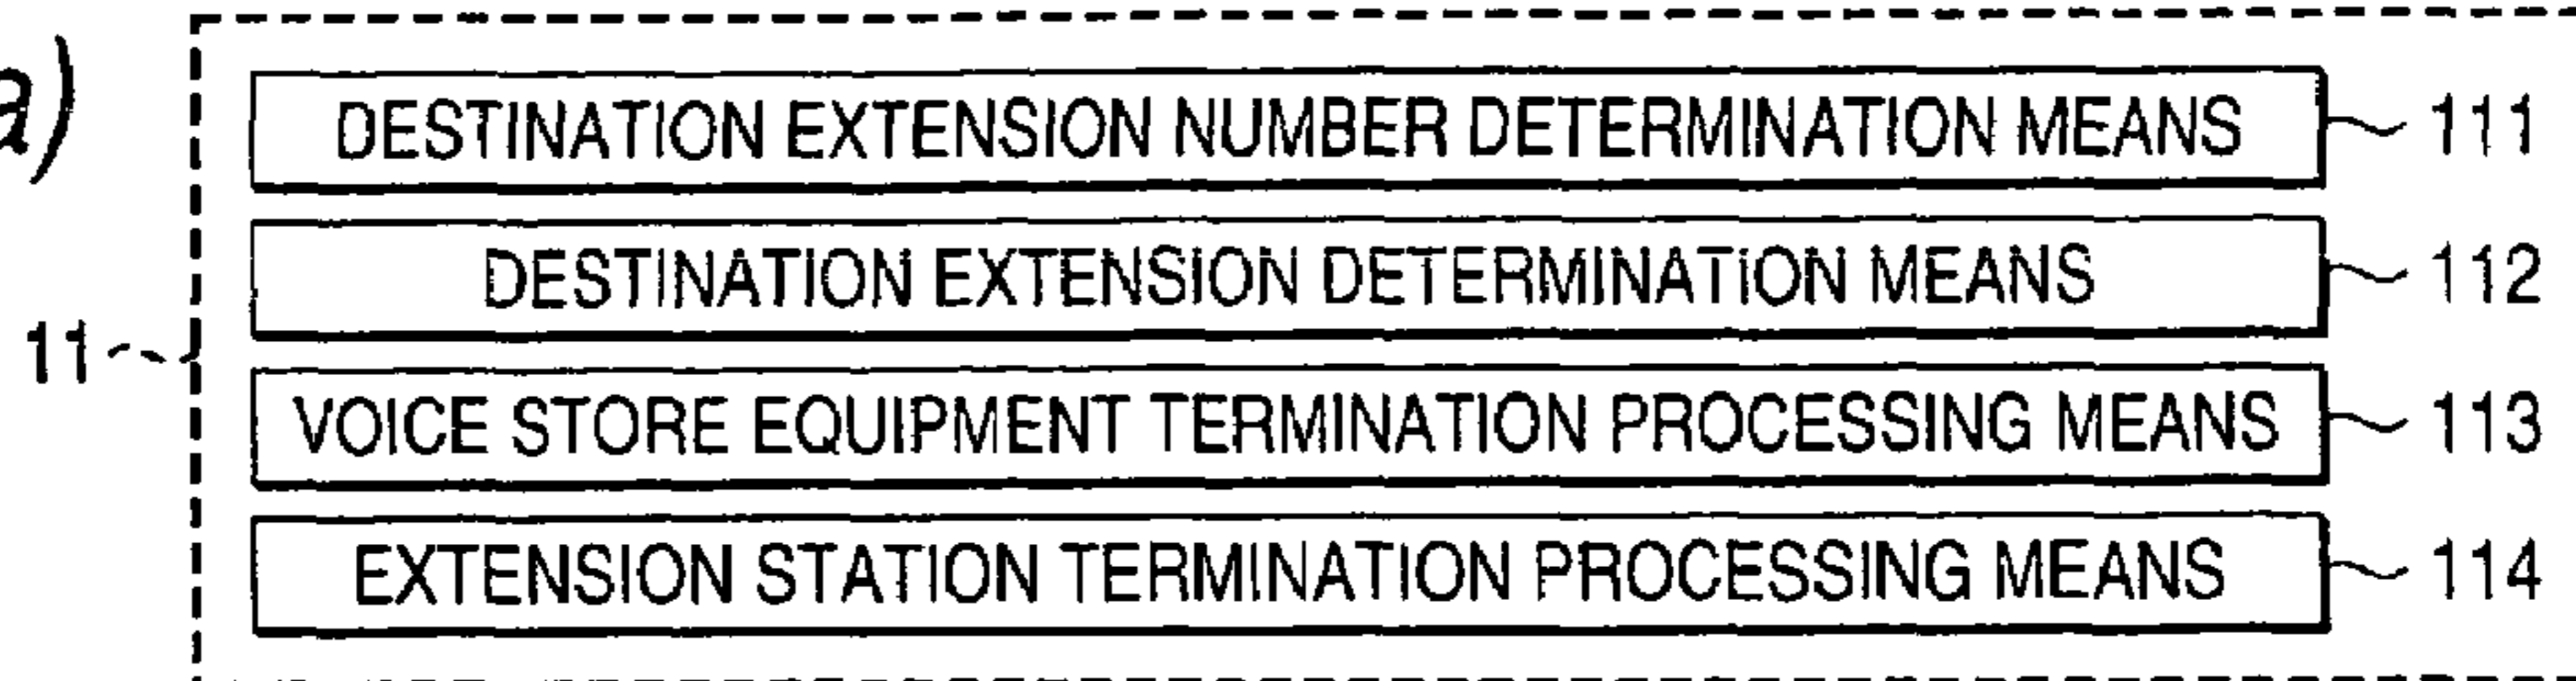 a)
DESTINATION EXTENSION NUMBER DETERMINATION MEANS 111
DESTINATION EXTENSION DETERMINATION MEANS 112
11
VOICE STORE EQUIPMENT TERMINATION PROCESSING MEANS 113
EXTENSION STATION TERMINATION PROCESSING MEANS 114